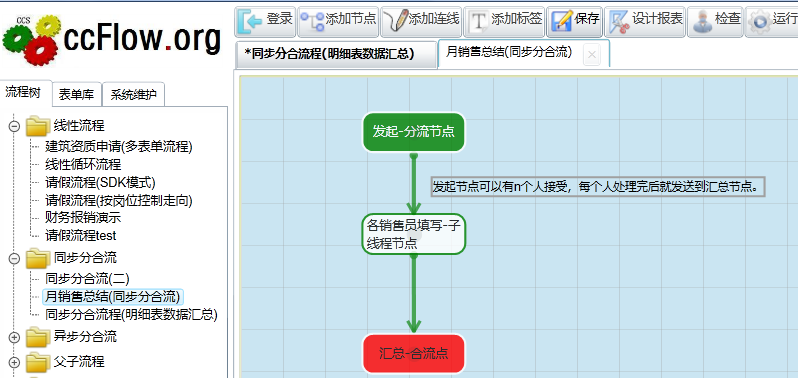 CCS
ccFlow.org
登录
添加节点
添加连线
T 添加标签
保存
设计报表
检查
运行
*同步分合流程(明细表数据汇总)
月销售总结(同步分合流)
流程树
表单库
系统维护
线性流程
建筑资质申请(多表单流程)
线性循环流程
请假流程(SDK模式)
请假流程(按岗位控制走向)
财务报销演示
请假流程test
同步分合流
同步分合流(二)
月销售总结(同步分合流)
同步分合流程(明细表数据汇总)
异步分合流
父子流程
发起-分流节点
发起节点可以有n个人接受，每个人处理完后就发送到汇总节点。
各销售员填写-子
线程节点
汇总-合流点